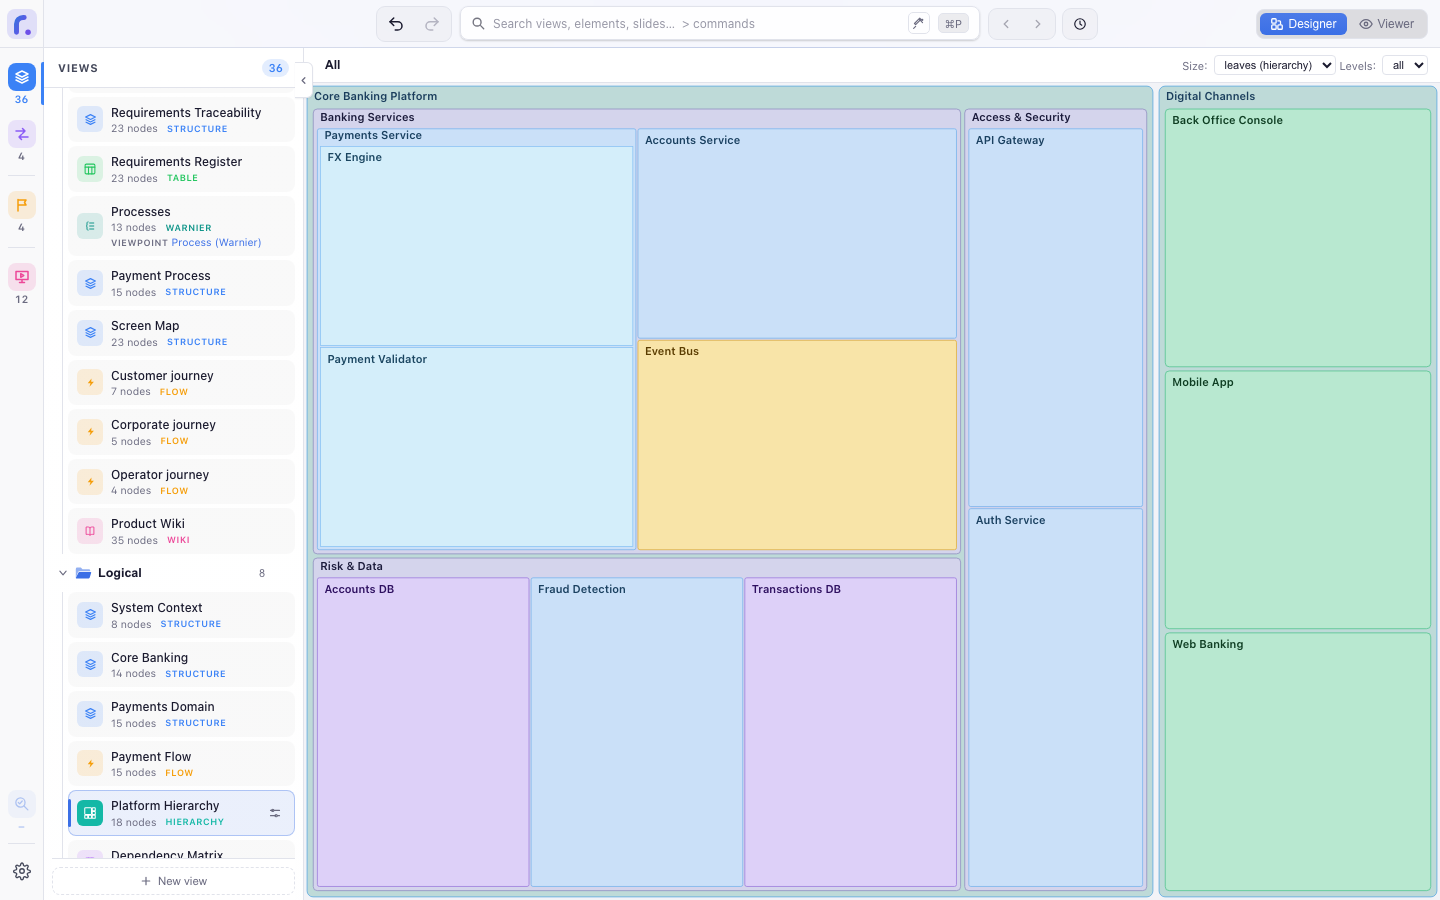 Search views, elements, slides... > commands
⌘P
Designer
Viewer
36
4
4
12
–
VIEWS
36
Requirements Traceability
23 nodes STRUCTURE
Requirements Register
23 nodes TABLE
Processes
13 nodes WARNIER
VIEWPOINT Process (Warnier)
Payment Process
15 nodes STRUCTURE
Screen Map
23 nodes STRUCTURE
Customer journey
7 nodes FLOW
Corporate journey
5 nodes FLOW
Operator journey
4 nodes FLOW
Product Wiki
35 nodes WIKI
Logical 8
System Context
8 nodes STRUCTURE
Core Banking
14 nodes STRUCTURE
Payments Domain
15 nodes STRUCTURE
Payment Flow
15 nodes FLOW
Platform Hierarchy
18 nodes HIERARCHY
Dependency Matrix
+ New view
All
Size: leaves (hierarchy) Levels: all
Core Banking Platform
Banking Services
Payments Service
FX Engine
Payment Validator
Accounts Service
Event Bus
Access & Security
API Gateway
Auth Service
Risk & Data
Accounts DB
Fraud Detection
Transactions DB
Digital Channels
Back Office Console
Mobile App
Web Banking